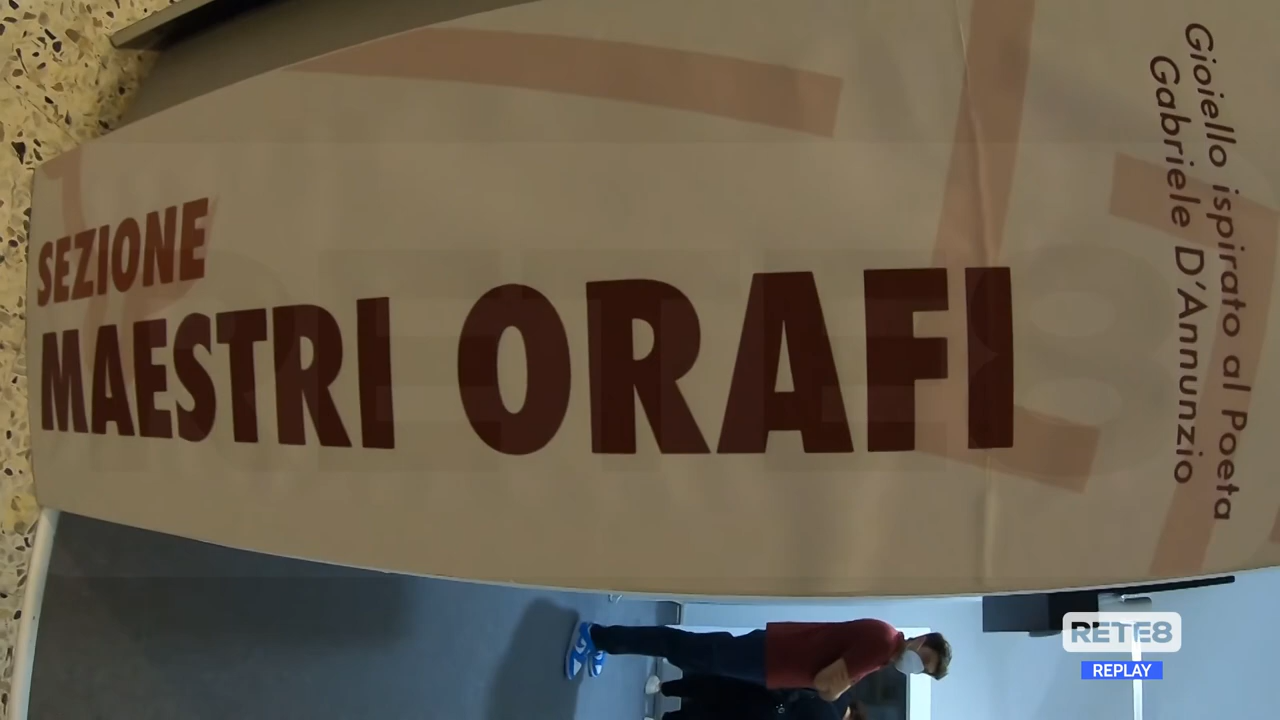 Gioiello ispirato al Poeta
Gabriele D'Annunzio
SEZIONE
MAESTRI ORAFI
RETE8
REPLAY